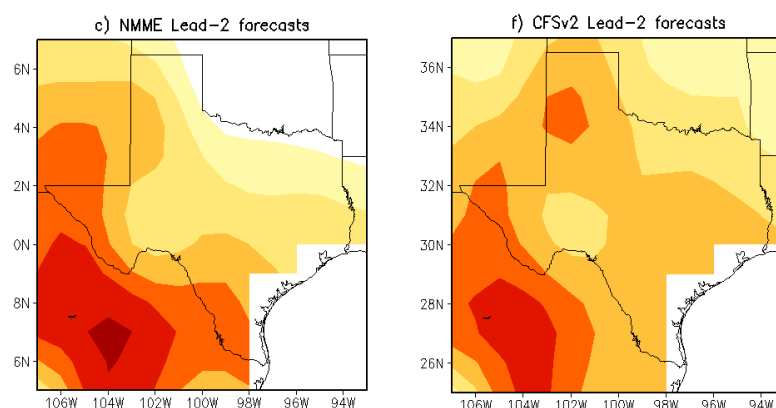 c) NMME Lead-2 forecasts
6N
4N
2N
0N
8N
6N
106W 104W 102W 100W 98W 96W 94W
f) CFSv2 Lead-2 forecasts
36N
34N
32N
30N
28N
26N
106W 104W 102W 100W 98W 96W 94W